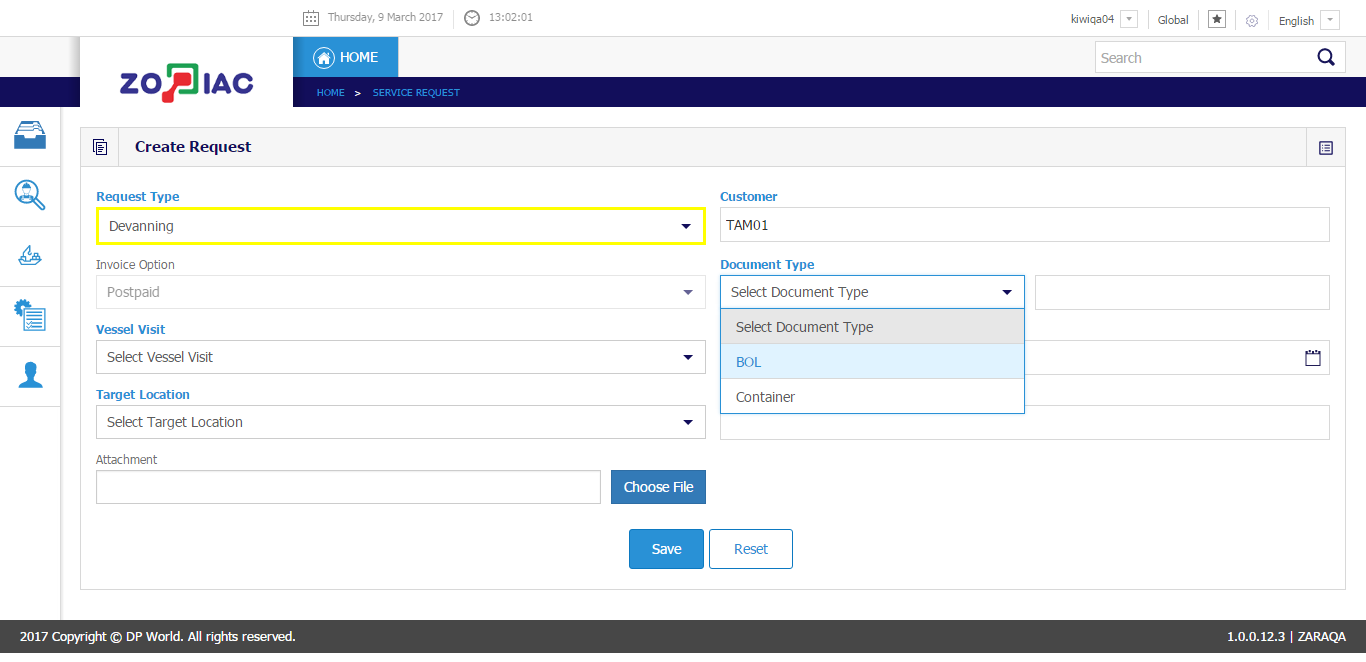 Thursday, 9 March 2017
13:02:01
kiwiqa04
Global
English
ZODIAC
HOME
Search
HOME > SERVICE REQUEST
Create Request
Request Type
Devanning
Customer
TAM01
Invoice Option
Postpaid
Document Type
Select Document Type
Select Document Type
BOL
Container
Vessel Visit
Select Vessel Visit
Target Location
Select Target Location
Attachment
Choose File
Save
Reset
2017 Copyright © DP World. All rights reserved.
1.0.0.12.3 | ZARAQA